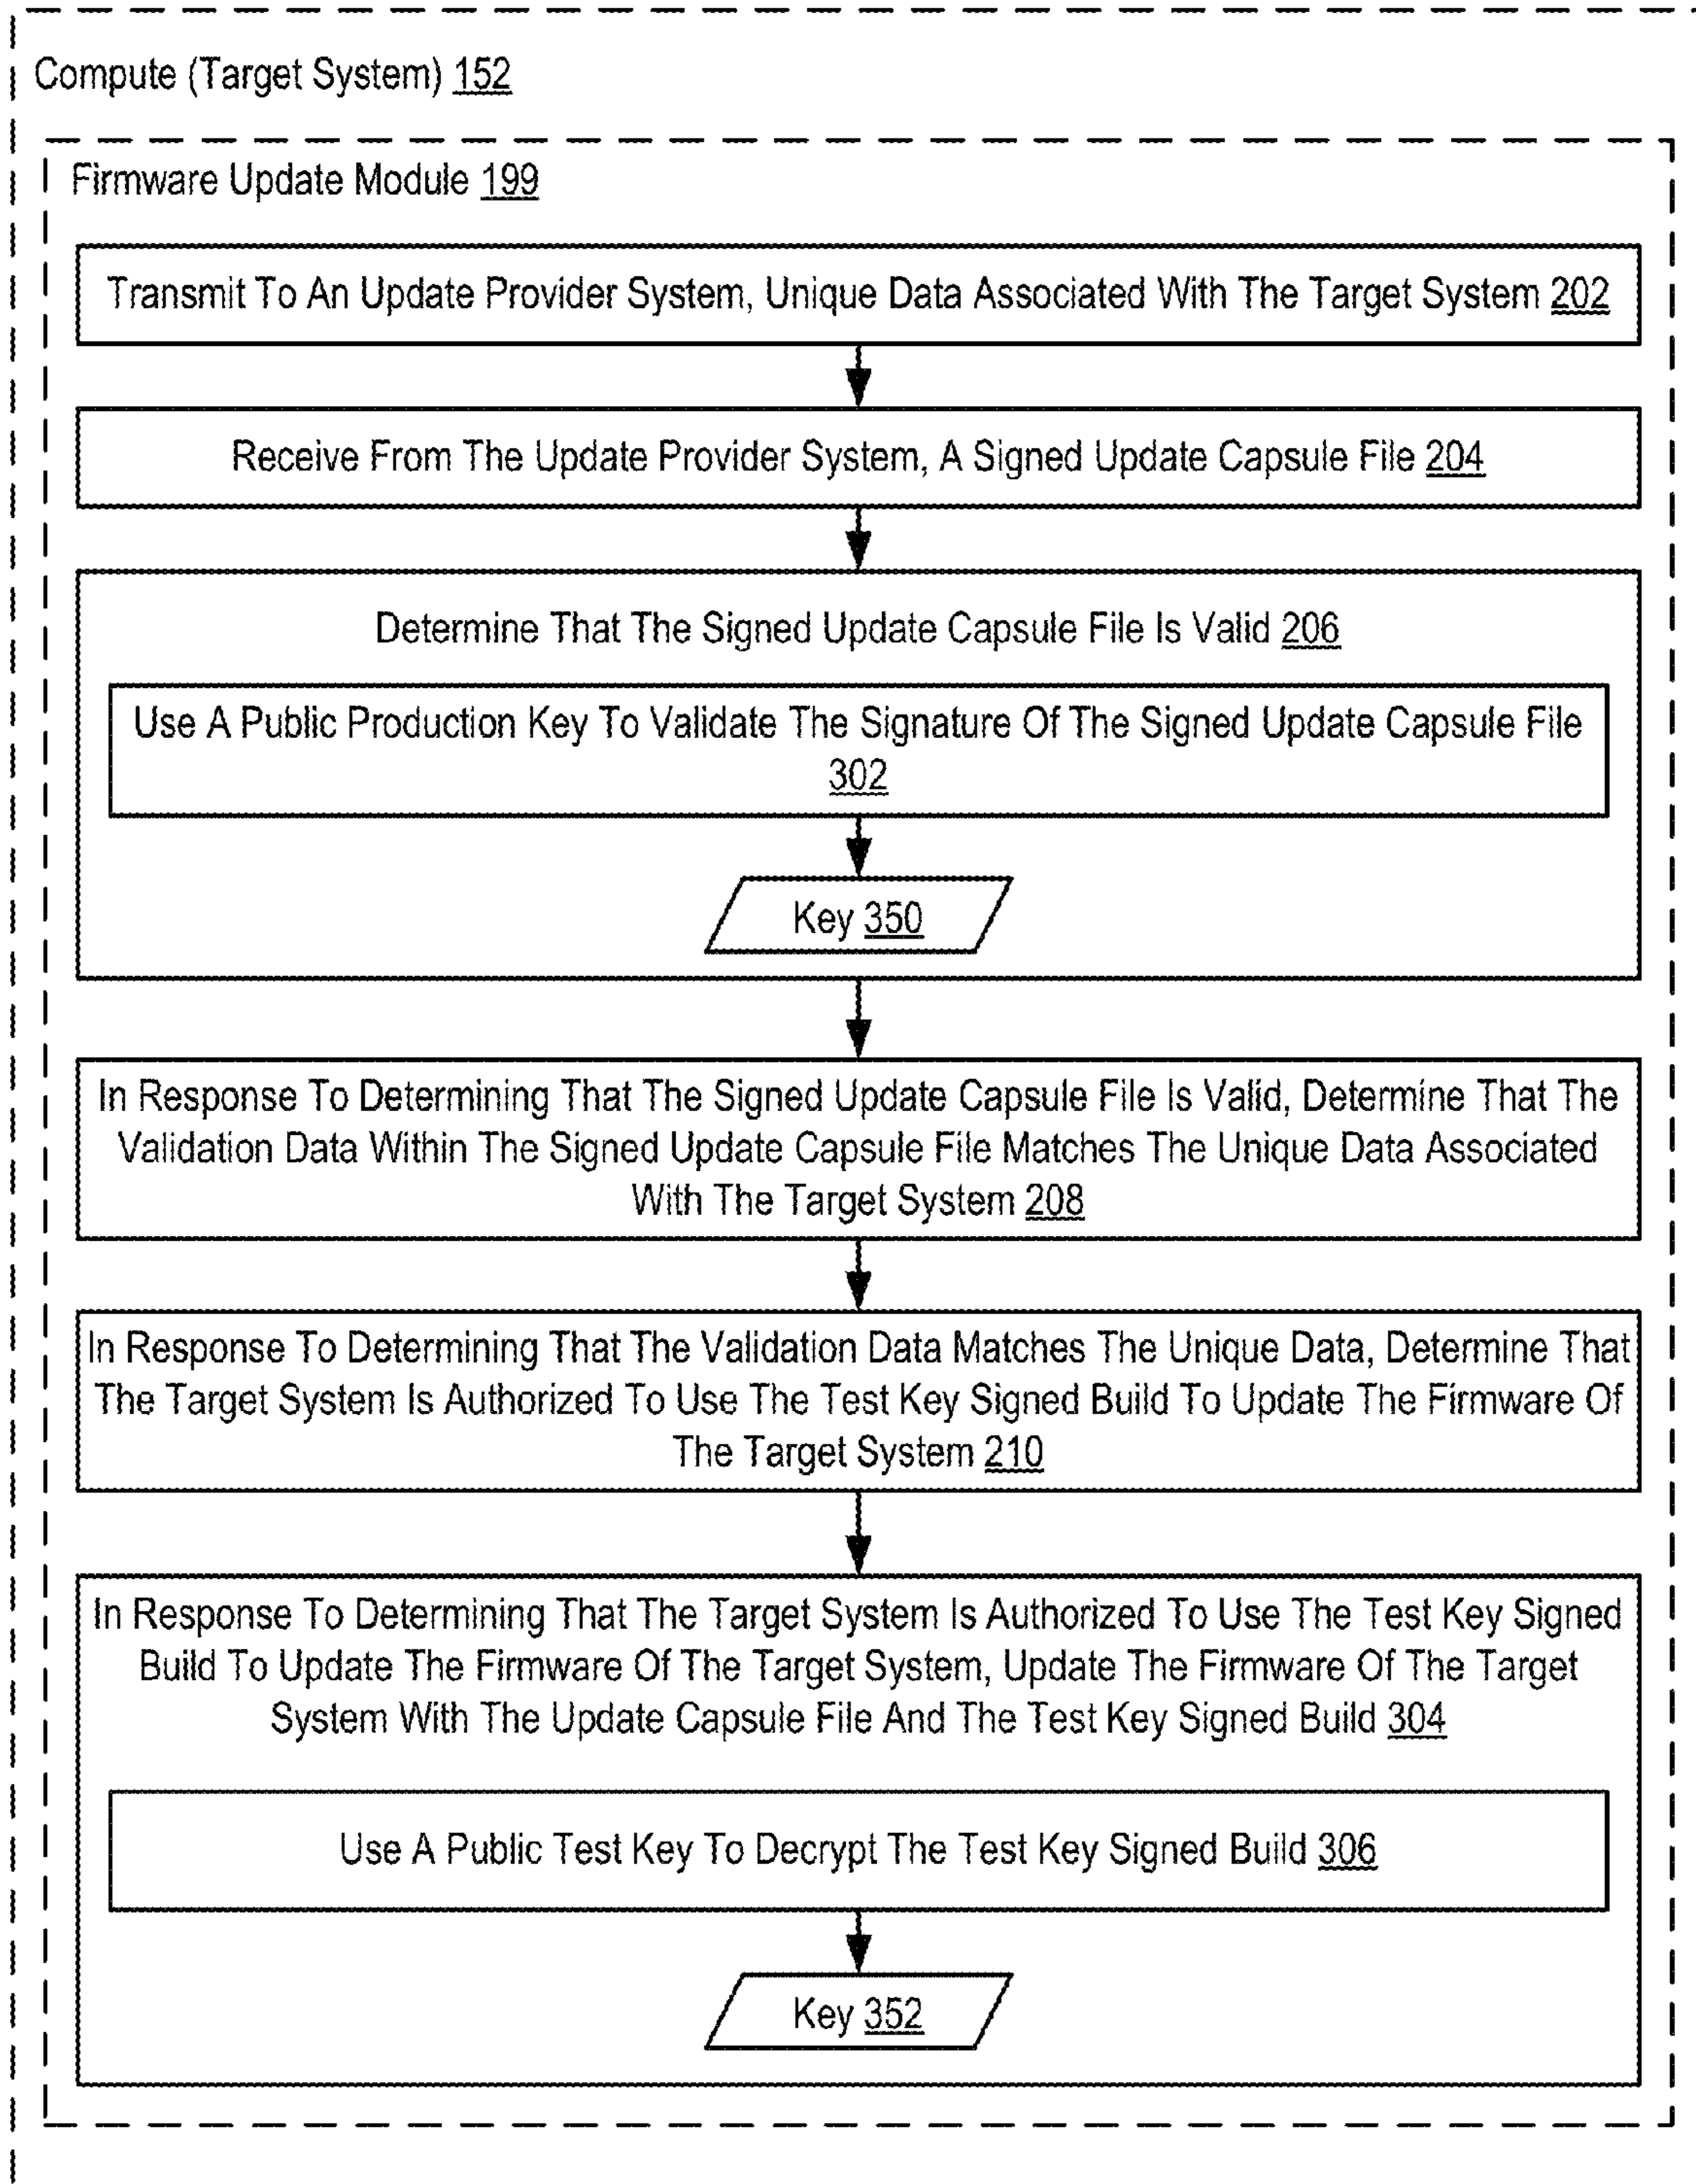 Compute (Target System) 152
Firmware Update Module 199
Transmit To An Update Provider System, Unique Data Associated With The Target System 202
Receive From The Update Provider System, A Signed Update Capsule File 204
Determine That The Signed Update Capsule File Is Valid 206
Use A Public Production Key To Validate The Signature Of The Signed Update Capsule File
302
Key 350
In Response To Determining That The Signed Update Capsule File Is Valid, Determine That The
Validation Data Within The Signed Update Capsule File Matches The Unique Data Associated
With The Target System 208
In Response To Determining That The Validation Data Matches The Unique Data, Determine That
The Target System Is Authorized To Use The Test Key Signed Build To Update The Firmware Of
The Target System 210
In Response To Determining That The Target System Is Authorized To Use The Test Key Signed
Build To Update The Firmware Of The Target System, Update The Firmware Of The Target
System With The Update Capsule File And The Test Key Signed Build 304
Use A Public Test Key To Decrypt The Test Key Signed Build 306
Key 352